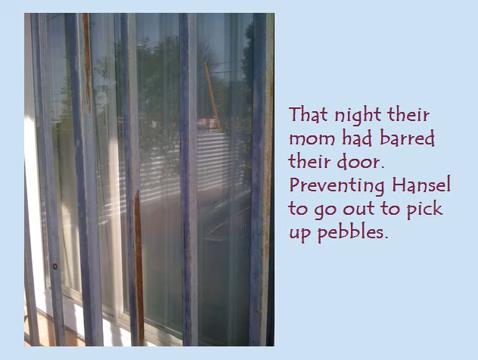 That night their
mom had barred
their door.
Preventing Hansel
to go out to pick
up pebbles.